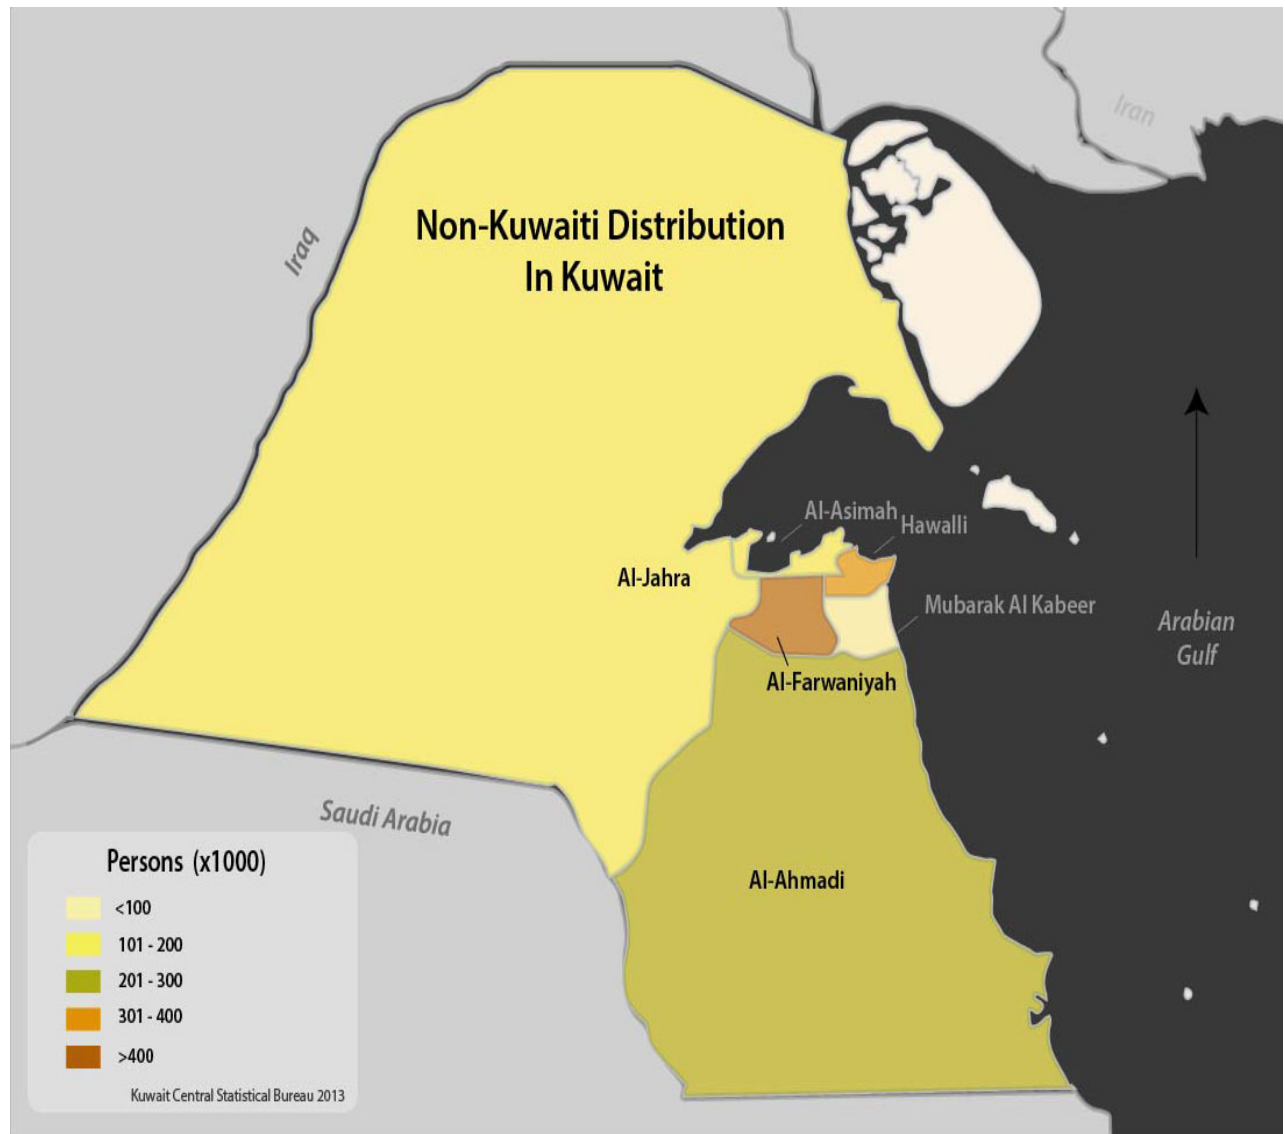 Iran
Non-Kuwaiti Distribution
In Kuwait
Iraq
Al-Asimah
Hawalli
Al-Jahra
Mubarak Al Kabeer
Arabian
Gulf
Al-Farwaniyah
Saudi Arabia
Al-Ahmadi
Persons (x1000)
<100
101 - 200
201 - 300
301 - 400
>400
Kuwait Central Statistical Bureau 2013